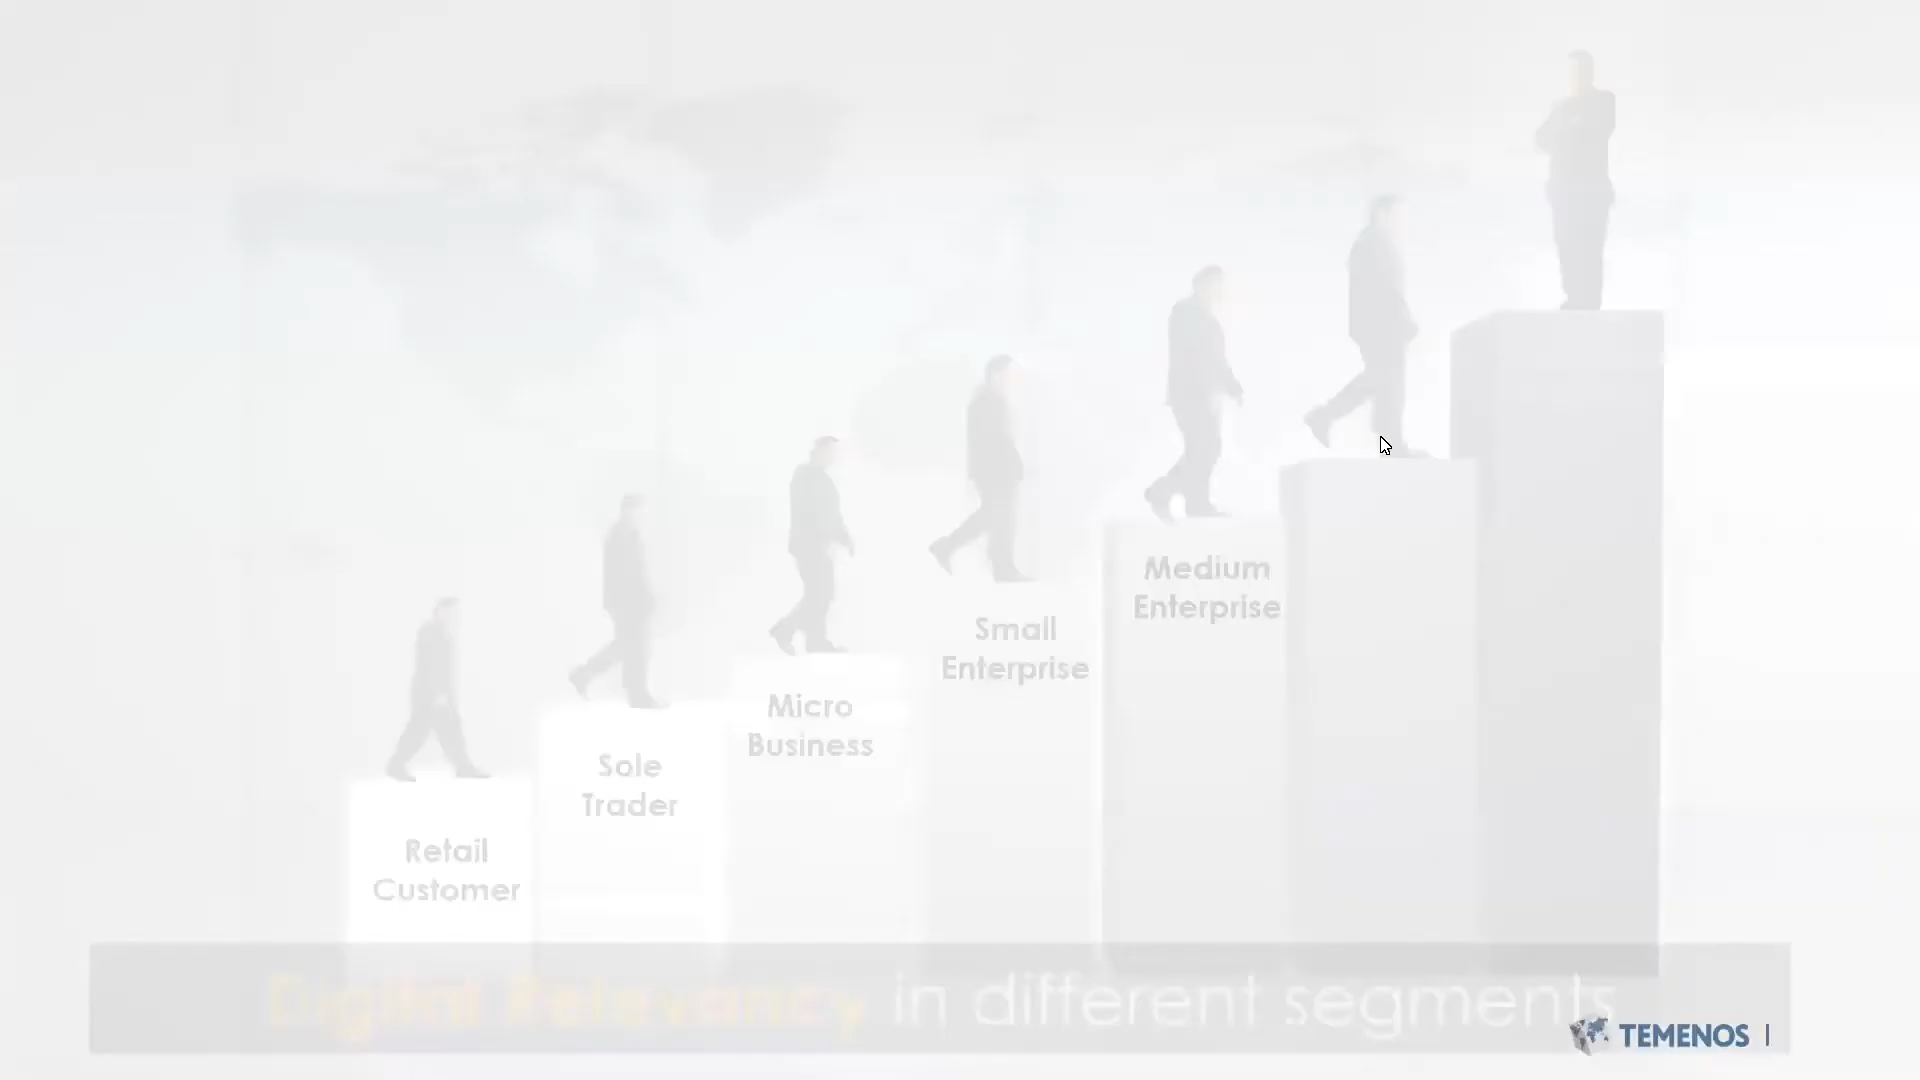 Medium
Enterprise
Small
Enterprise
Micro
Business
Sole
Trader
Retail
Customer
Digital Relevancy in different segments
TEMENOS |